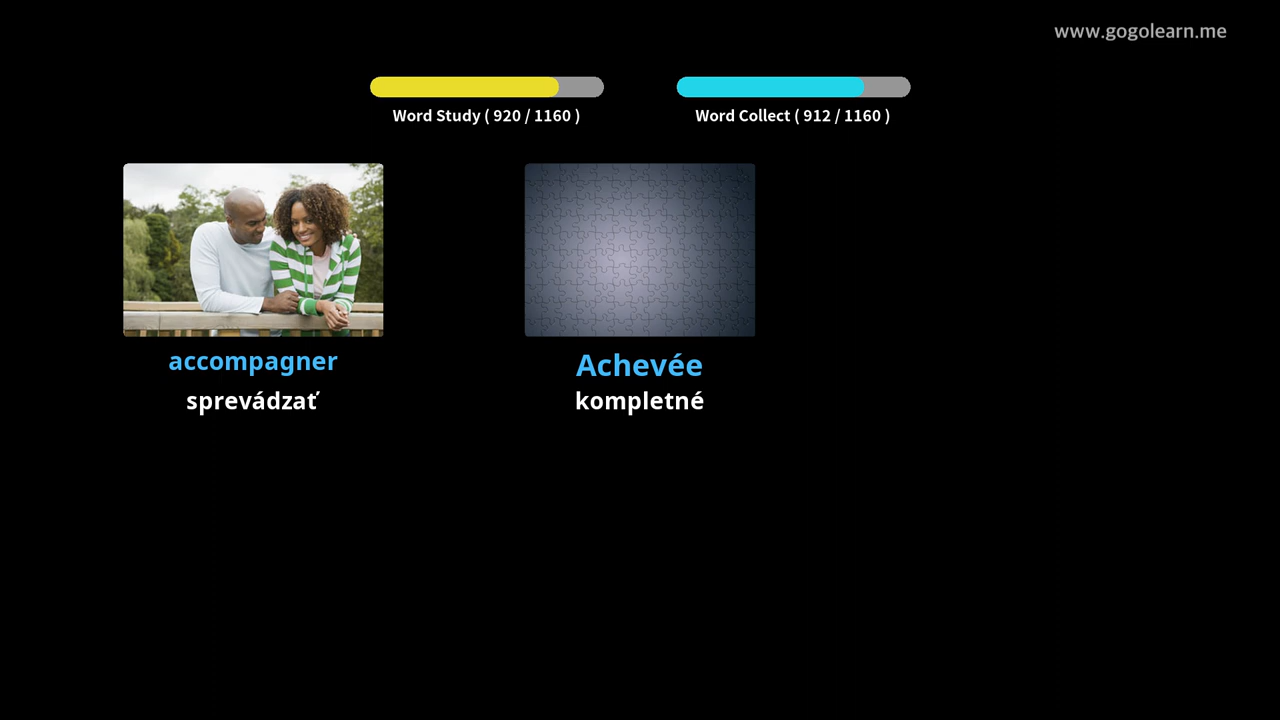 www.gogolearn.me
Word Study ( 920 / 1160 )
Word Collect ( 912 / 1160 )
accompagner
sprevádzať
Achevée
kompletné